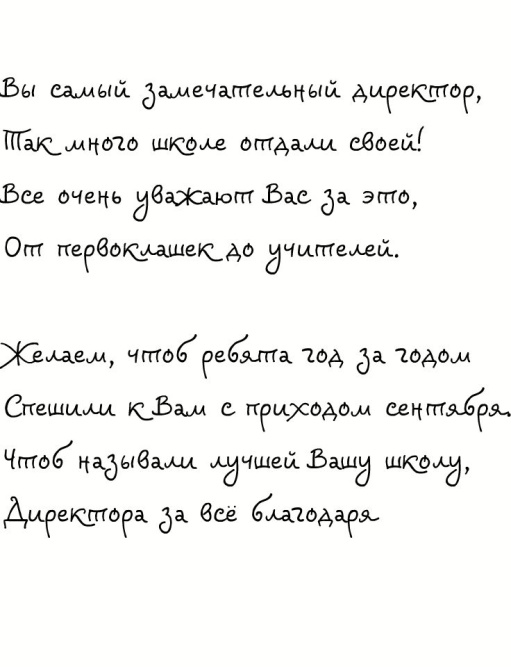 Вы самый замечательный директор,
Так много школе отдали своей!
Все очень уважают Вас за это,
От первоклашек до учителей.
Желаем, чтоб ребята год за годом
Спешили к Вам с приходом сентября.
Чтоб называли лучшей Вашу школу,
Директора за всё благодаря